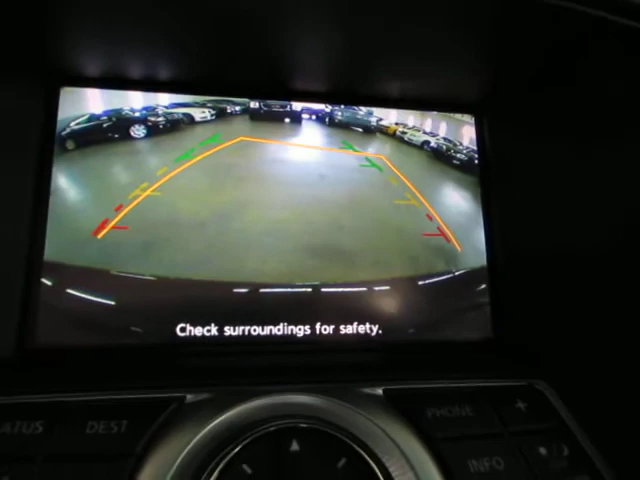 Check surroundings for safety.
ATUS
DEST
PHONE
+
INFO